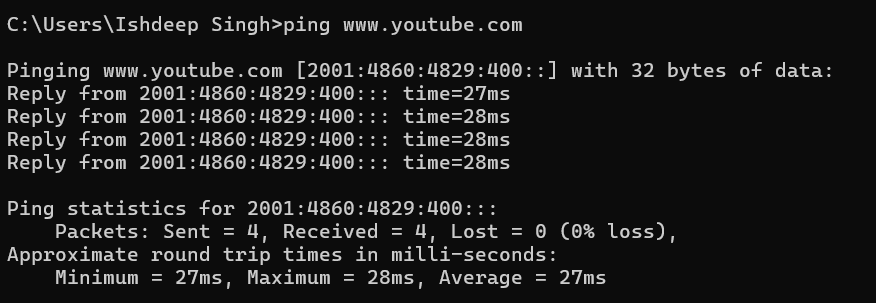 C:\Users\Ishdeep Singh>ping www.youtube.com
Pinging www.youtube.com [2001:4860:4829:400::] with 32 bytes of data:
Reply from 2001:4860:4829:400::: time=27ms
Reply from 2001:4860:4829:400::: time=28ms
Reply from 2001:4860:4829:400::: time=28ms
Reply from 2001:4860:4829:400::: time=28ms
Ping statistics for 2001:4860:4829:400:::
    Packets: Sent = 4, Received = 4, Lost = 0 (0% loss),
Approximate round trip times in milli-seconds:
    Minimum = 27ms, Maximum = 28ms, Average = 27ms